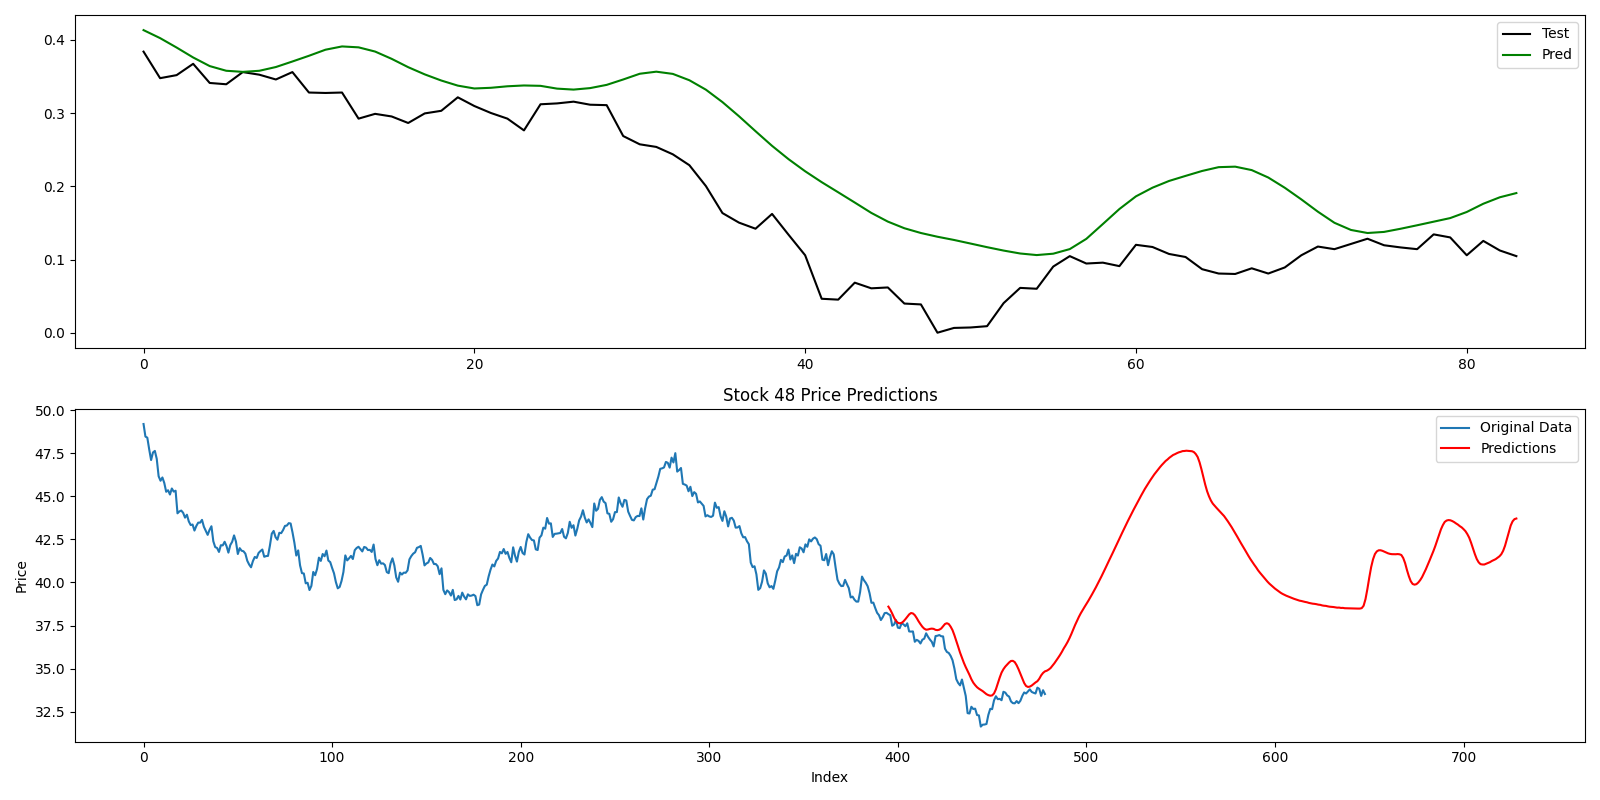 0.4
0.3
0.2
0.1
0.0
0 20 40 60 80
Test
Pred
Stock 48 Price Predictions
50.0
47.5
45.0
42.5
40.0
37.5
35.0
32.5
Price
Original Data
Predictions
0 100 200 300 400 500 600 700
Index